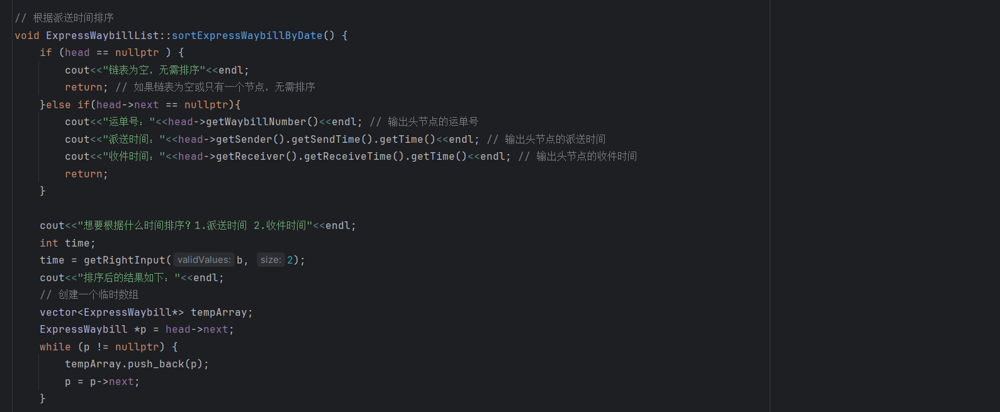 // 根据派送时间排序
void ExpressWaybillList::sortExpressWaybillByDate() {
    if (head == nullptr ) {
        cout<<"链表为空，无需排序"<<endl;
        return; // 如果链表为空或只有一个节点，无需排序
    }else if(head->next == nullptr){
        cout<<"运单号："<<head->getWaybillNumber()<<endl; // 输出头节点的运单号
        cout<<"派送时间："<<head->getSender().getSendTime().getTime()<<endl; // 输出头节点的派送时间
        cout<<"收件时间："<<head->getReceiver().getReceiveTime().getTime()<<endl; // 输出头节点的收件时间
        return;
    }
    cout<<"想要根据什么时间排序？1.派送时间 2.收件时间"<<endl;
    int time;
    time = getRightInput( validValues: b, size: 2);
    cout<<"排序后的结果如下："<<endl;
    // 创建一个临时数组
    vector<ExpressWaybill*> tempArray;
    ExpressWaybill *p = head->next;
    while (p != nullptr) {
        tempArray.push_back(p);
        p = p->next;
    }